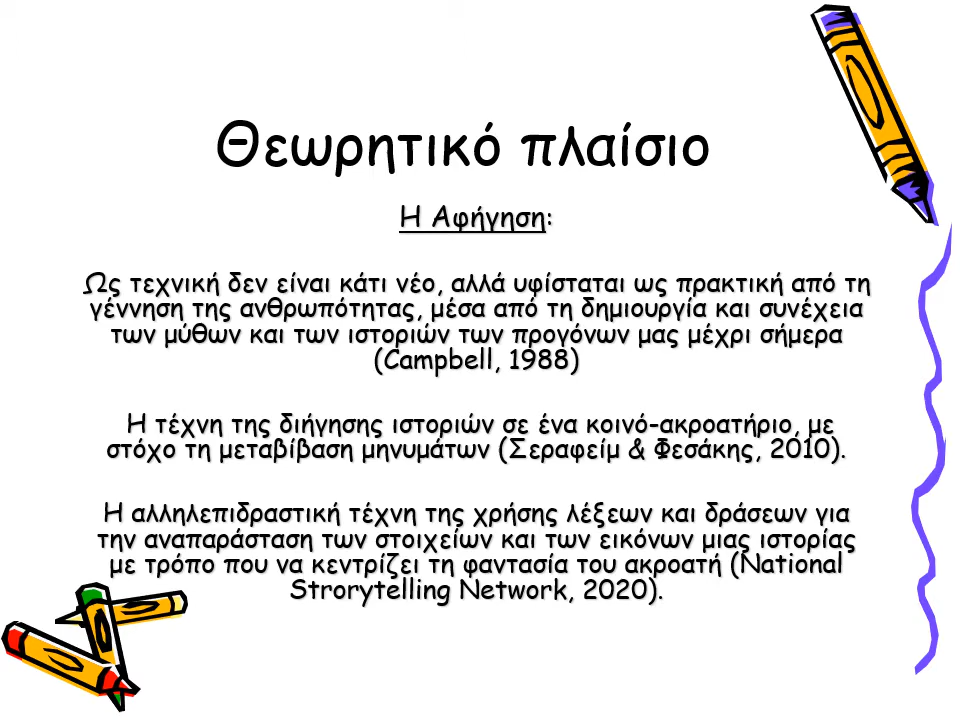 Θεωρητικό πλαίσιο
Η Αφήγηση:
Ως τεχνική δεν είναι κάτι νέο, αλλά υφίσταται ως πρακτική από τη
γέννηση της ανθρωπότητας, μέσα από τη δημιουργία και συνέχεια
των μύθων και των ιστοριών των προγόνων μας μέχρι σήμερα
(Campbell, 1988)
Η τέχνη της διήγησης ιστοριών σε ένα κοινό-ακροατήριο, με
στόχο τη μεταβίβαση μηνυμάτων (Σεραφείμ & Φεσάκης, 2010).
Η αλληλεπιδραστική τέχνη της χρήσης λέξεων και δράσεων για
την αναπαράσταση των στοιχείων και των εικόνων μιας ιστορίας
με τρόπο που να κεντρίζει τη φαντασία του ακροατή (National
Strorytelling Network, 2020).